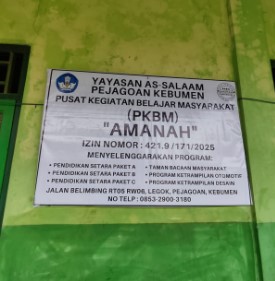 YAYASAN AS-SALAAM
PEJAGOAN KEBUMEN
PUSAT KEGIATAN BELAJAR MASYARAKAT
(PKBM)
"AMANAH"
IZIN NOMOR : 421.9/171/2025
MENYELENGGARAKAN PROGRAM:
• PENDIDIKAN SETARA PAKET A
• PENDIDIKAN SETARA PAKET B
• PENDIDIKAN SETARA PAKET C
• TAMAN BACAAN MASYARAKAT
• PROGRAM KETRAMPILAN OTOMOTIF
• PROGRAM KETRAMPILAN DESAIN
JALAN BELIMBING RT05 RW06, LEGOK, PEJAGOAN, KEBUMEN
NO TELP : 0853-2900-3180